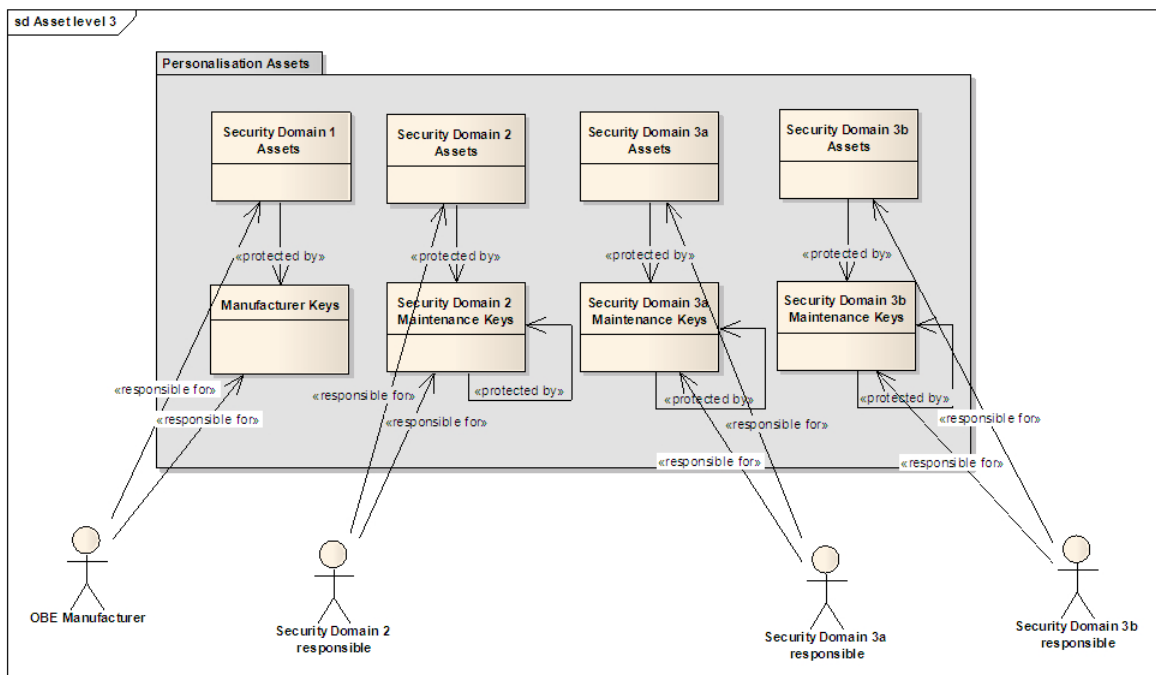 sd Asset level 3
Personalisation Assets
Security Domain 1
Assets
Security Domain 2
Assets
Security Domain 3a
Assets
Security Domain 3b
Assets
«protected by»
«protected by»
«protected by»
«protected by»
Manufacturer Keys
Security Domain 2
Maintenance Keys
Security Domain 3a
Maintenance Keys
Security Domain 3b
Maintenance Keys
«responsible for»
«responsible for»
«protected by»
«protected by»
«protected by»
«responsible for»
«responsible for»
«responsible for»
«responsible for»
«responsible for»
«responsible for»
OBE Manufacturer
Security Domain 2
responsible
Security Domain 3a
responsible
Security Domain 3b
responsible